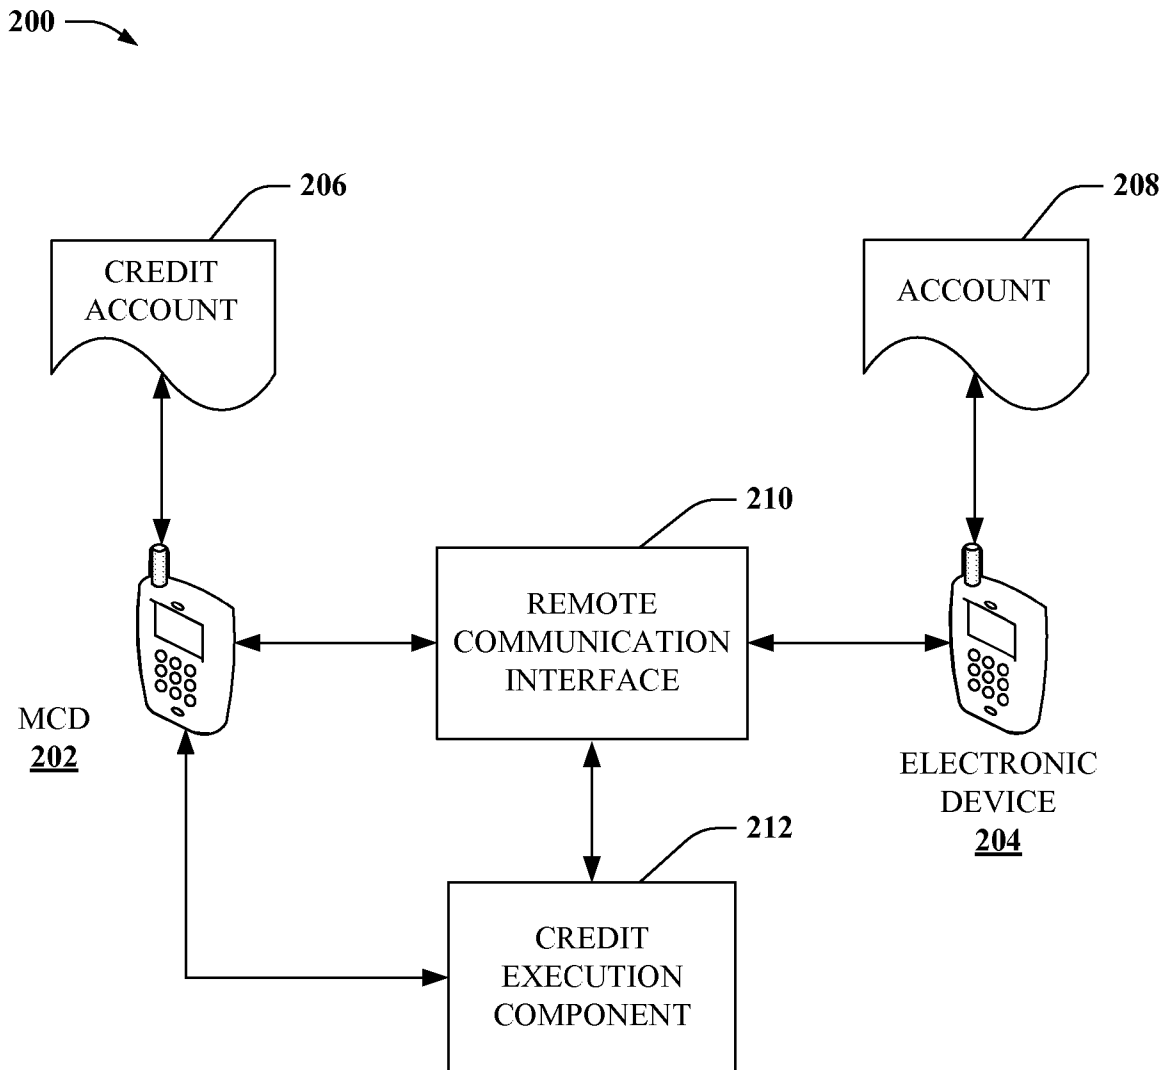 200
206
208
CREDIT
ACCOUNT
ACCOUNT
210
REMOTE
COMMUNICATION
INTERFACE
MCD
202
ELECTRONIC
DEVICE
204
212
CREDIT
EXECUTION
COMPONENT